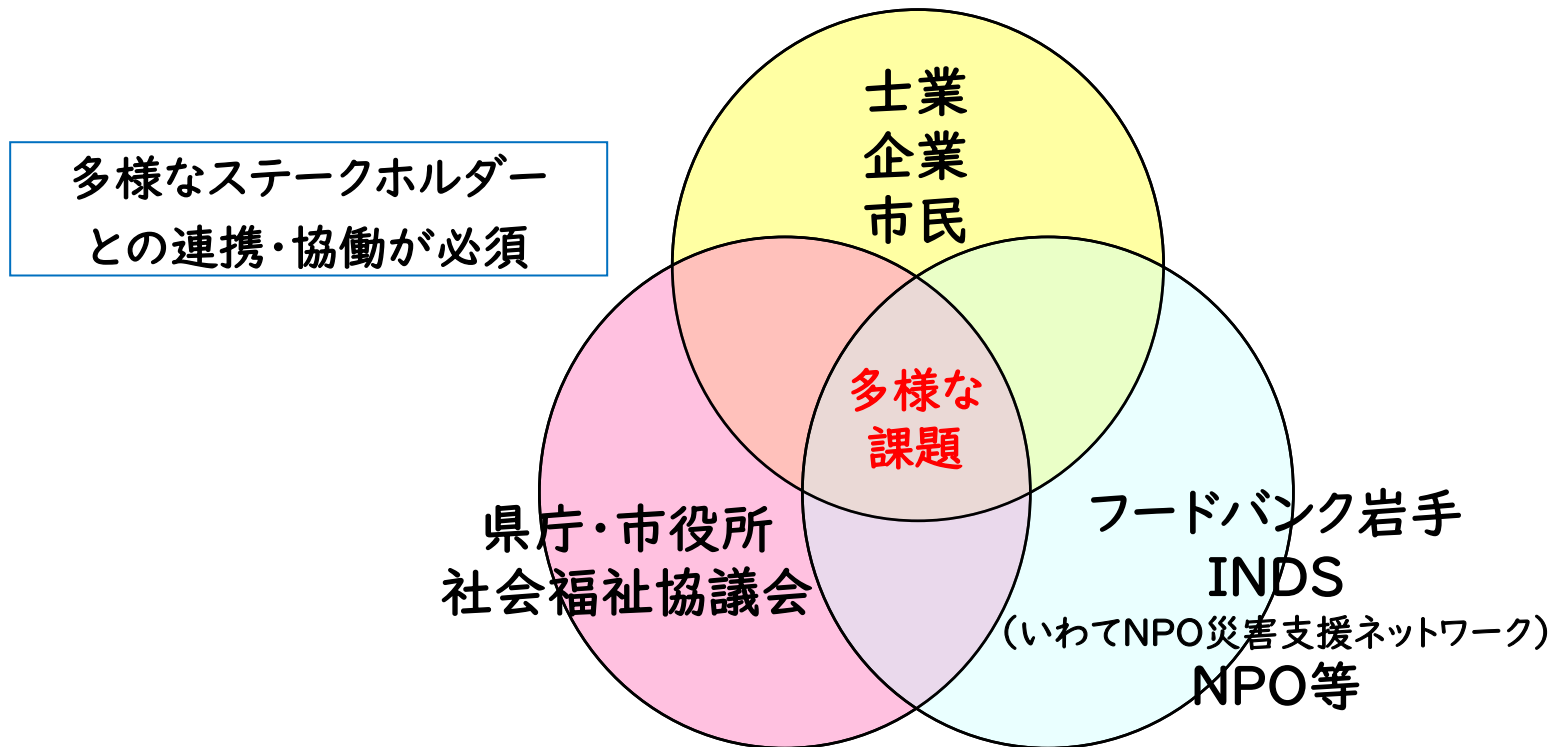 多様なステークホルダー
との連携・協働が必須
士業
企業
市民
多様な
課題
県庁・市役所
社会福祉協議会
フードバンク岩手
INDS
（いわてNPO災害支援ネットワーク）
NPO等